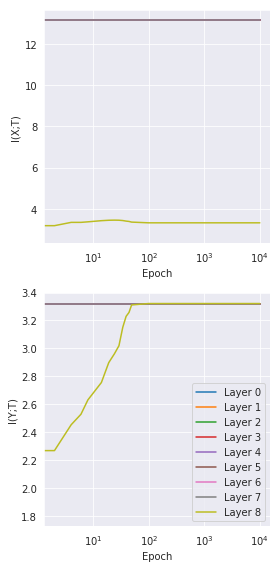 12
10
8
6
4
I(X;T)
10¹
10²
10³
10⁴
Epoch
3.4
3.2
3.0
2.8
2.6
2.4
2.2
2.0
1.8
I(Y;T)
Layer 0
Layer 1
Layer 2
Layer 3
Layer 4
Layer 5
Layer 6
Layer 7
Layer 8
10¹
10²
10³
10⁴
Epoch